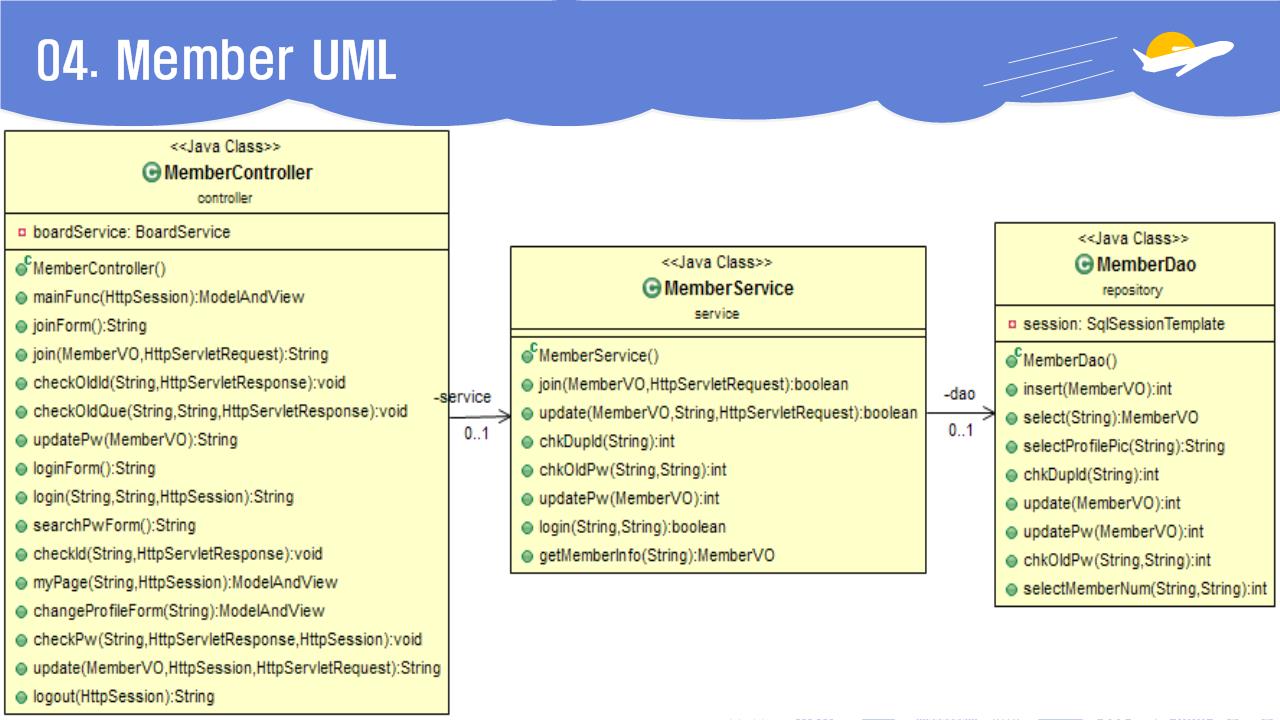 04. Member UML
<<Java Class>>
MemberController
controller
boardService: BoardService
MemberController()
mainFunc(HttpSession):ModelAndView
joinForm():String
join(MemberVO,HttpServletRequest):String
checkOldId(String,HttpServletResponse):void
checkOldQue(String,String,HttpServletResponse):void
updatePw(MemberVO):String
loginForm():String
login(String,String,HttpSession):String
searchPwForm():String
checkId(String,HttpServletResponse):void
myPage(String,HttpSession):ModelAndView
changeProfileForm(String):ModelAndView
checkPw(String,HttpServletResponse,HttpSession):void
update(MemberVO,HttpSession,HttpServletRequest):String
logout(HttpSession):String
-service
0..1
<<Java Class>>
MemberService
service
MemberService()
join(MemberVO,HttpServletRequest):boolean
update(MemberVO,String,HttpServletRequest):boolean
chkDupId(String):int
chkOldPw(String,String):int
updatePw(MemberVO):int
login(String,String):boolean
getMemberInfo(String):MemberVO
-dao
0..1
<<Java Class>>
MemberDao
repository
session: SqlSessionTemplate
MemberDao()
insert(MemberVO):int
select(String):MemberVO
selectProfilePic(String):String
chkDupId(String):int
update(MemberVO):int
updatePw(MemberVO):int
chkOldPw(String,String):int
selectMemberNum(String,String):int